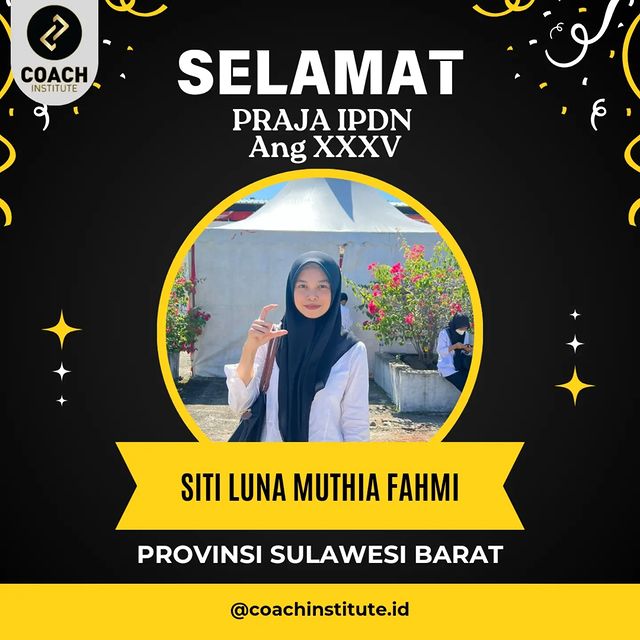 COACH
INSTITUTE
SELAMAT
PRAJA IPDN
Ang XXXV
SITI LUNA MUTHIA FAHMI
PROVINSI SULAWESI BARAT
@coachinstitute.id